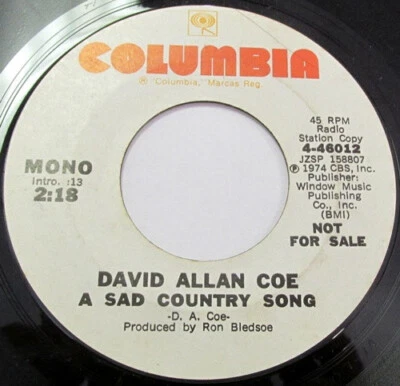 COLUMBIA
® "Columbia," Marcas Reg.
MONO
Intro. :13
2:18
45 RPM
Radio
Station Copy
4-46012
JZSP 158807
Ⓟ 1974 CBS, Inc.
Publisher:
Window Music
Publishing
Co., Inc.
(BMI)
NOT
FOR SALE
DAVID ALLAN COE
A SAD COUNTRY SONG
-D. A. Coe-
Produced by Ron Bledsoe